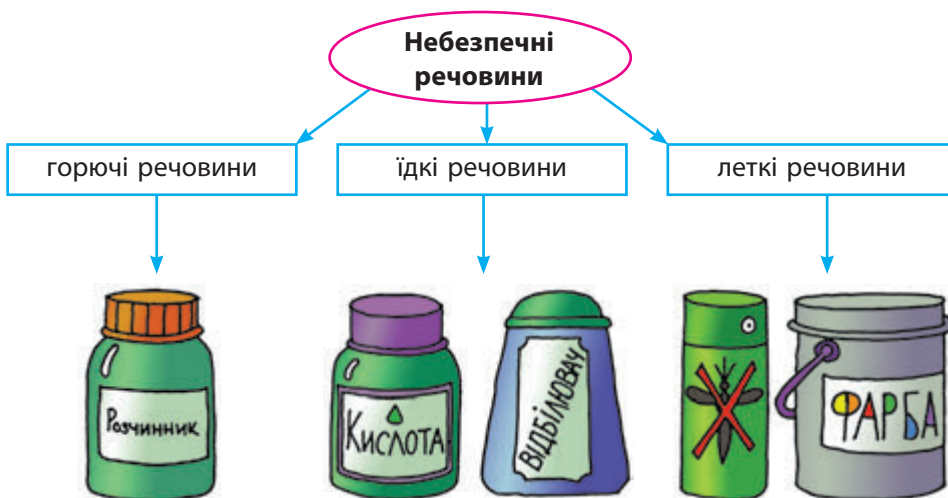 Небезпечні
речовини
горючі речовини
їдкі речовини
леткі речовини
Розчинник
Кислота
ВІДБІЛЮВАЧ
ФАРБА